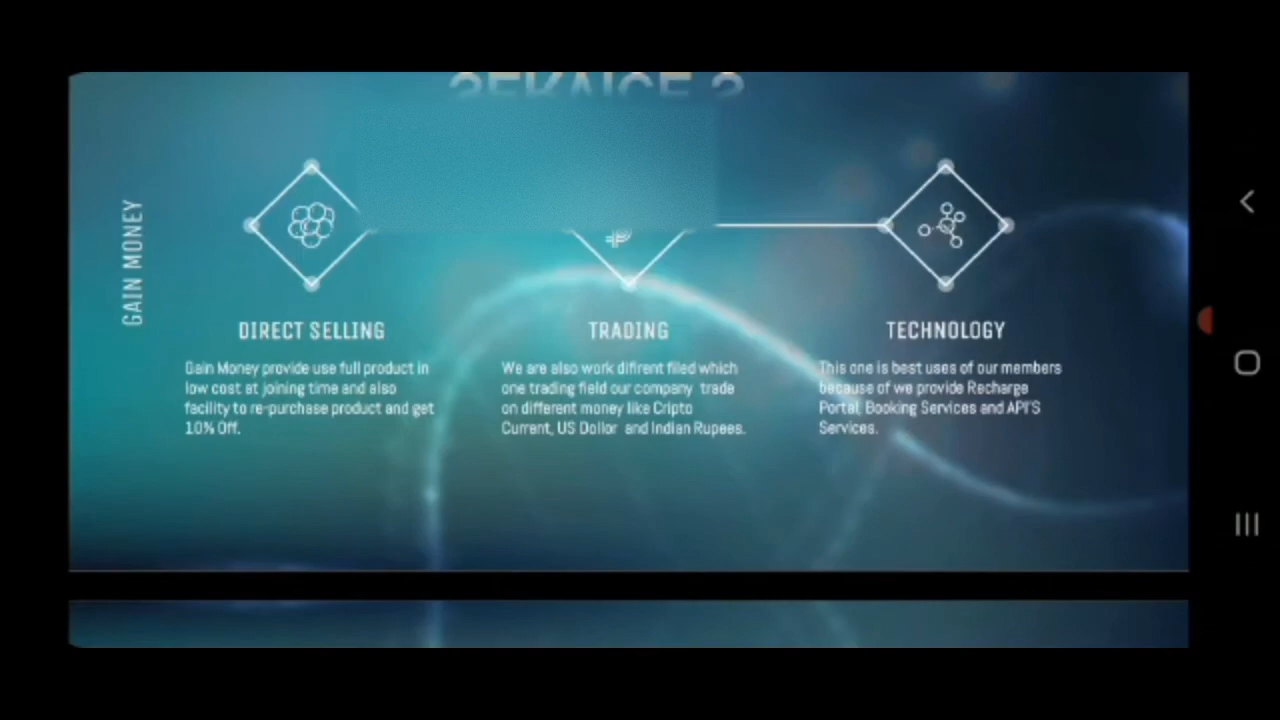 GAIN MONEY
DIRECT SELLING
Gain Money provide use full product in
low cost at joining time and also
facility to re-purchase product and get
10% Off.
TRADING
We are also work difirent filed which
one trading field our company trade
on different money like Cripto
Current, US Dollor and Indian Rupees.
TECHNOLOGY
This one is best uses of our members
because of we provide Recharge
Portal, Booking Services and API'S
Services.